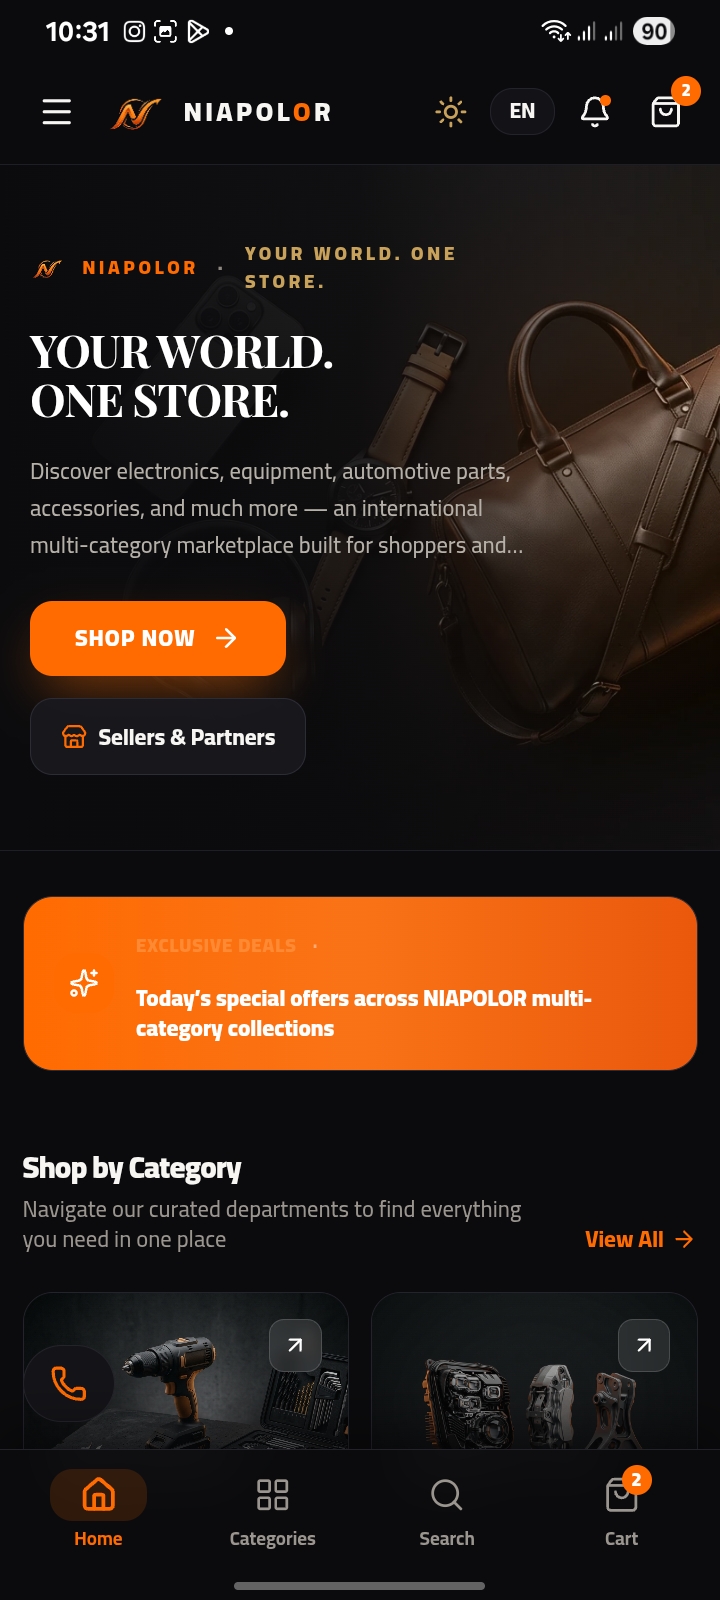 10:31
90
NIAPOLOR
EN
2
NIAPOLOR · YOUR WORLD. ONE
STORE.
YOUR WORLD.
ONE STORE.
Discover electronics, equipment, automotive parts,
accessories, and much more — an international
multi-category marketplace built for shoppers and...
SHOP NOW
Sellers & Partners
EXCLUSIVE DEALS ·
Today's special offers across NIAPOLOR multi-
category collections
Shop by Category
Navigate our curated departments to find everything
you need in one place
View All
2
Home
Categories
Search
Cart